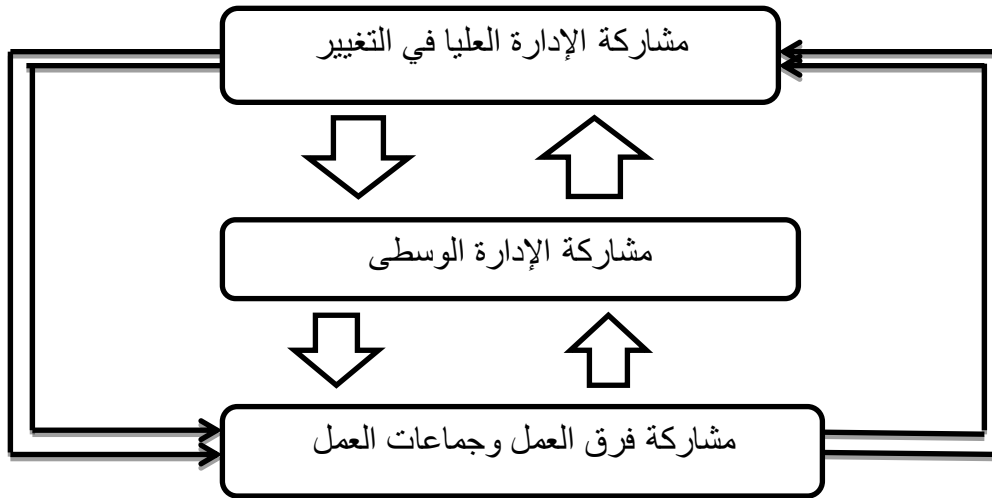 مشاركة الإدارة العليا في التغيير
مشاركة الإدارة الوسطى
مشاركة فرق العمل وجماعات العمل